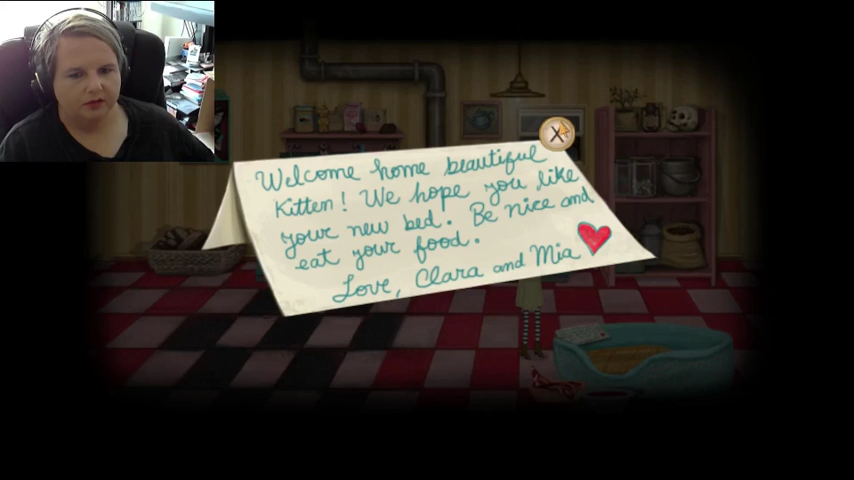 Welcome home beautiful
Kitten! We hope you like
your new bed. Be nice and
eat your food.
Love, Clara and Mia
X